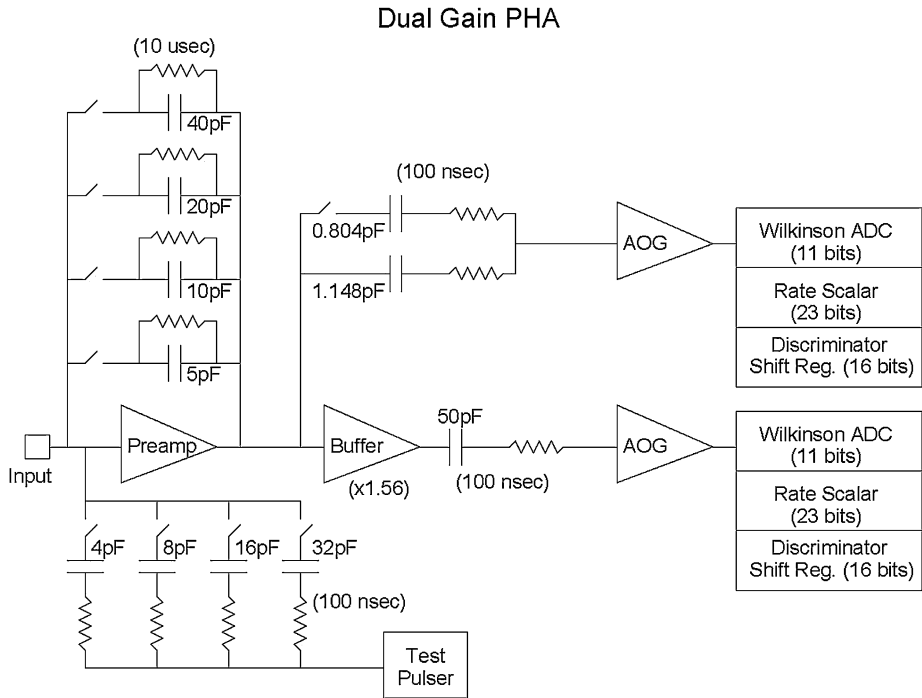 Dual Gain PHA
(10 usec)
40pF
20pF
10pF
5pF
(100 nsec)
0.804pF
1.148pF
AOG
Wilkinson ADC
(11 bits)
Rate Scalar
(23 bits)
Discriminator
Shift Reg. (16 bits)
Input
Preamp
Buffer
(x1.56)
50pF
(100 nsec)
AOG
Wilkinson ADC
(11 bits)
Rate Scalar
(23 bits)
Discriminator
Shift Reg. (16 bits)
4pF
8pF
16pF
32pF
(100 nsec)
Test
Pulser